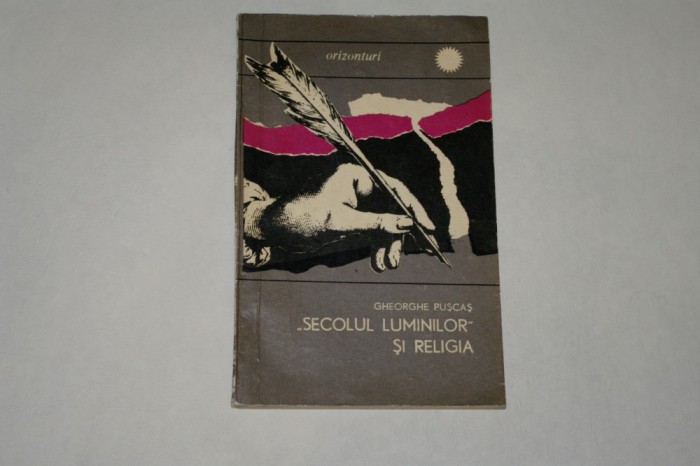 orizonturi
GHEORGHE PUȘCAȘ
„SECOLUL LUMINILOR"
ȘI RELIGIA